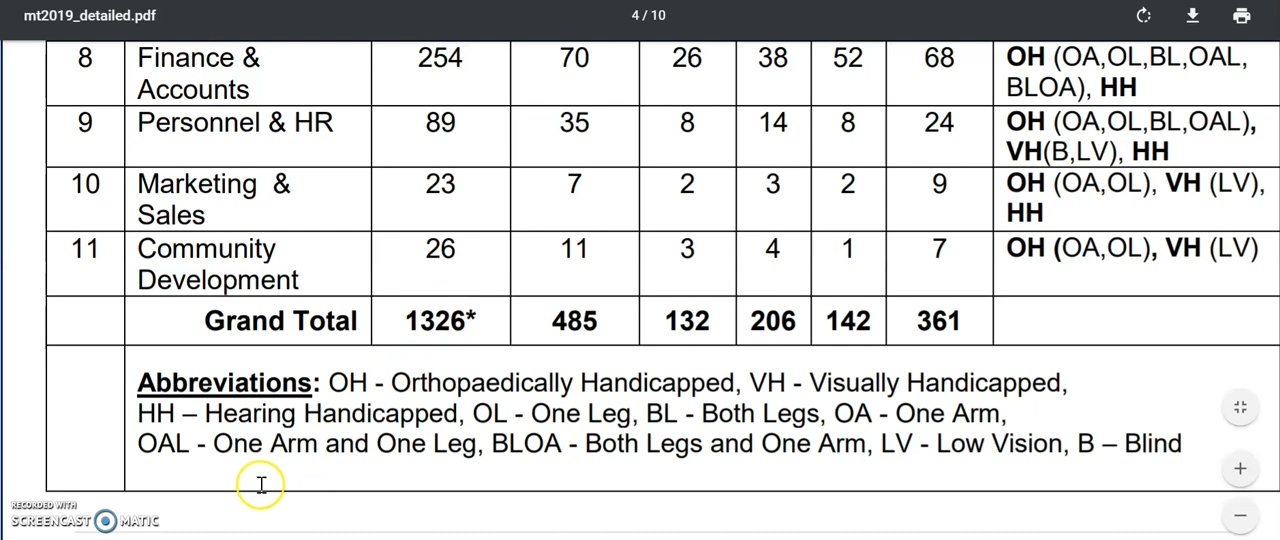 mt2019_detailed.pdf 4 / 10
8 Finance & 254 70 26 38 52 68 OH (OA,OL,BL,OAL,
Accounts BLOA), HH
9 Personnel & HR 89 35 8 14 8 24 OH (OA,OL,BL,OAL),
VH(B,LV), HH
10 Marketing & 23 7 2 3 2 9 OH (OA,OL), VH (LV),
Sales HH
11 Community 26 11 3 4 1 7 OH (OA,OL), VH (LV)
Development
Grand Total 1326* 485 132 206 142 361
Abbreviations: OH - Orthopaedically Handicapped, VH - Visually Handicapped,
HH – Hearing Handicapped, OL - One Leg, BL - Both Legs, OA - One Arm,
OAL - One Arm and One Leg, BLOA - Both Legs and One Arm, LV - Low Vision, B – Blind
RECORDED WITH
SCREENCAST MATIC